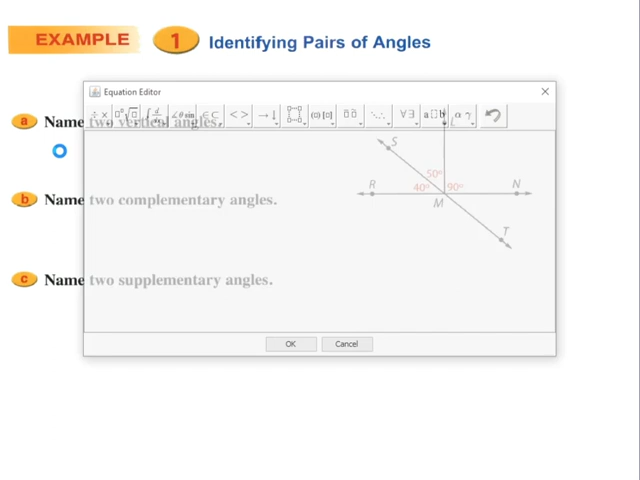 EXAMPLE 1 Identifying Pairs of Angles
Equation Editor
a Name two vertical angles.
S
50°
R 40° 90° N
M
b Name two complementary angles.
T
c Name two supplementary angles.
OK Cancel